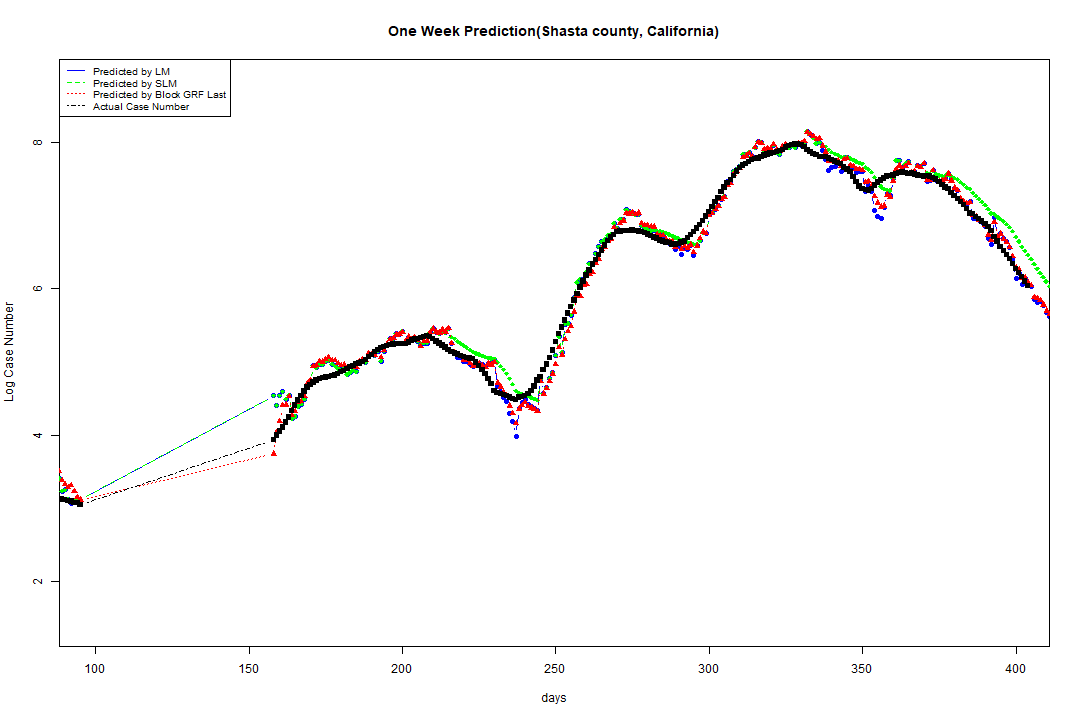 One Week Prediction(Shasta county, California)
Predicted by LM
Predicted by SLM
Predicted by Block GRF Last
Actual Case Number
Log Case Number
8
6
4
2
100 150 200 250 300 350 400
days